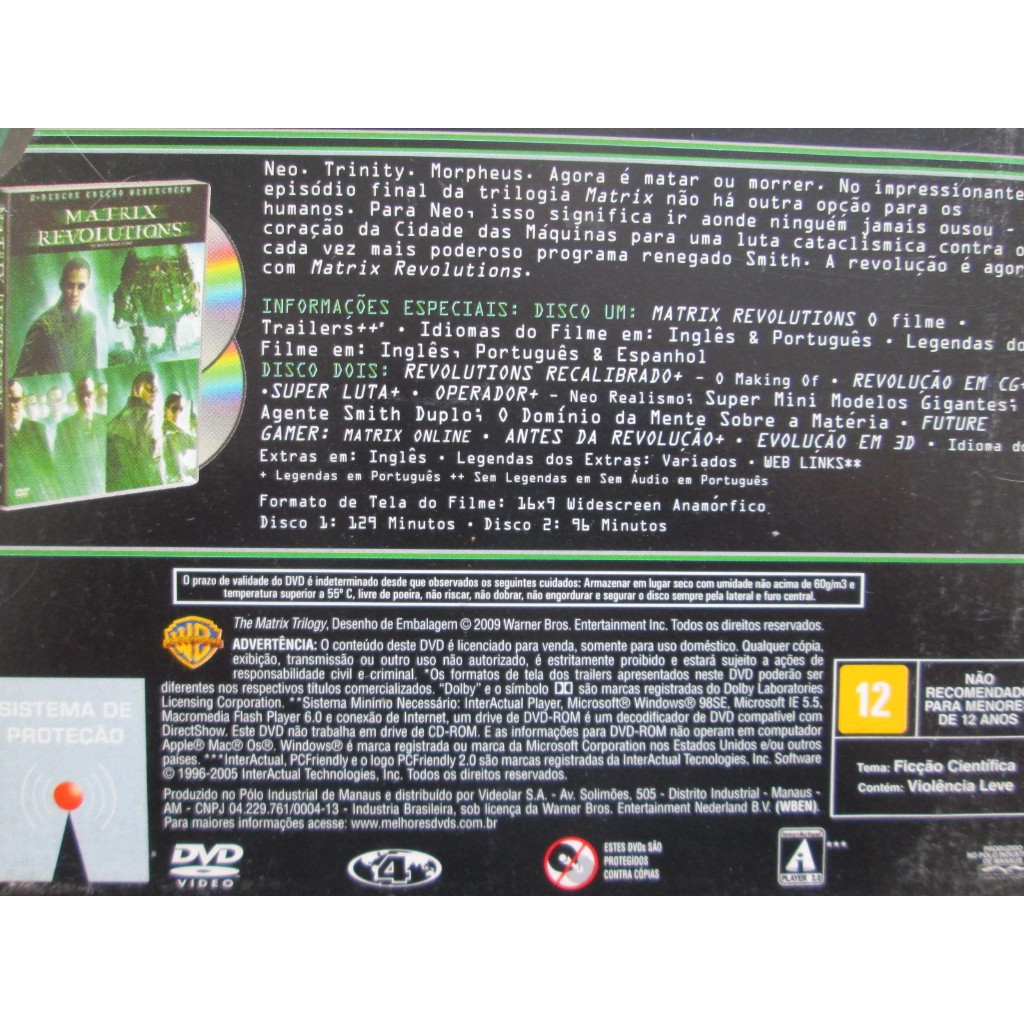 2-DISCOS EDIÇÃO WIDESCREEN
MATRIX
REVOLUTIONS
Neo. Trinity. Morpheus. Agora é matar ou morrer. No impressionante
episódio final da trilogia Matrix não há outra opção para os
humanos. Para Neo, isso significa ir aonde ninguém jamais ousou -
coração da Cidade das Máquinas para uma luta cataclísmica contra o
cada vez mais poderoso programa renegado Smith. A revolução é agor
com Matrix Revolutions.
INFORMAÇÕES ESPECIAIS: DISCO UM: MATRIX REVOLUTIONS O filme •
Trailers++* • Idiomas do Filme em: Inglês & Português • Legendas do
Filme em: Inglês, Português & Espanhol
DISCO DOIS: REVOLUTIONS RECALIBRADO+ - O Making Of • REVOLUÇÃO EM CG+
•SUPER LUTA+ • OPERADOR+ - Neo Realismo; Super Mini Modelos Gigantes;
Agente Smith Duplo; O Domínio da Mente Sobre a Matéria • FUTURE
GAMER: MATRIX ONLINE • ANTES DA REVOLUÇÃO+ • EVOLUÇÃO EM 3D • Idioma do
Extras em: Inglês • Legendas dos Extras: Variados • WEB LINKS**
+ Legendas em Português ++ Sem Legendas em Sem Áudio em Português
Formato de Tela do Filme: 16x9 Widescreen Anamórfico
Disco 1: 129 Minutos • Disco 2: 96 Minutos
O prazo de validade do DVD é indeterminado desde que observados os seguintes cuidados: Armazenar em lugar seco com umidade não acima de 60g/m3 e
temperatura superior a 55º C, livre de poeira, não riscar, não dobrar, não engordurar e segurar o disco sempre pela lateral e furo central.
The Matrix Trilogy, Desenho de Embalagem © 2009 Warner Bros. Entertainment Inc. Todos os direitos reservados.
ADVERTÊNCIA: O conteúdo deste DVD é licenciado para venda, somente para uso doméstico. Qualquer cópia,
exibição, transmissão ou outro uso não autorizado, é estritamente proibido e estará sujeito a ações de
responsabilidade civil e criminal. *Os formatos de tela dos trailers apresentados neste DVD poderão ser
diferentes nos respectivos títulos comercializados. "Dolby" e o símbolo são marcas registradas do Dolby Laboratories
Licensing Corporation. **Sistema Mínimo Necessário: InterActual Player, Microsoft® Windows® 98SE, Microsoft IE 5.5,
Macromedia Flash Player 6.0 e conexão de Internet, um drive de DVD-ROM é um decodificador de DVD compatível com
DirectShow. Este DVD não trabalha em drive de CD-ROM. E as informações para DVD-ROM não operam em computador
Apple® Mac® Os®. Windows® é marca registrada ou marca da Microsoft Corporation nos Estados Unidos e/ou outros
países. ***InterActual, PCFriendly e o logo PCFriendly 2.0 são marcas registradas da InterActual Tecnologies, Inc. Software
© 1996-2005 InterActual Technologies, Inc. Todos os direitos reservados.
Produzido no Pólo Industrial de Manaus e distribuído por Videolar S.A. - Av. Solimões, 505 - Distrito Industrial - Manaus -
AM - CNPJ 04.229.761/0004-13 - Industria Brasileira, sob licença da Warner Bros. Entertainment Nederland B.V. (WBEN).
Para maiores informações acesse: www.melhoresdvds.com.br
SISTEMA DE
PROTEÇÃO
12
NÃO
RECOMENDADO
PARA MENORES
DE 12 ANOS
Tema: Ficção Científica
Contém: Violência Leve
DVD
VIDEO
4
ESTES DVDs SÃO
PROTEGIDOS
CONTRA CÓPIAS
InterActual
PLAYER 2.0
***
PRODUZIDO
NO PÓLO INDUS
DE MANAUS